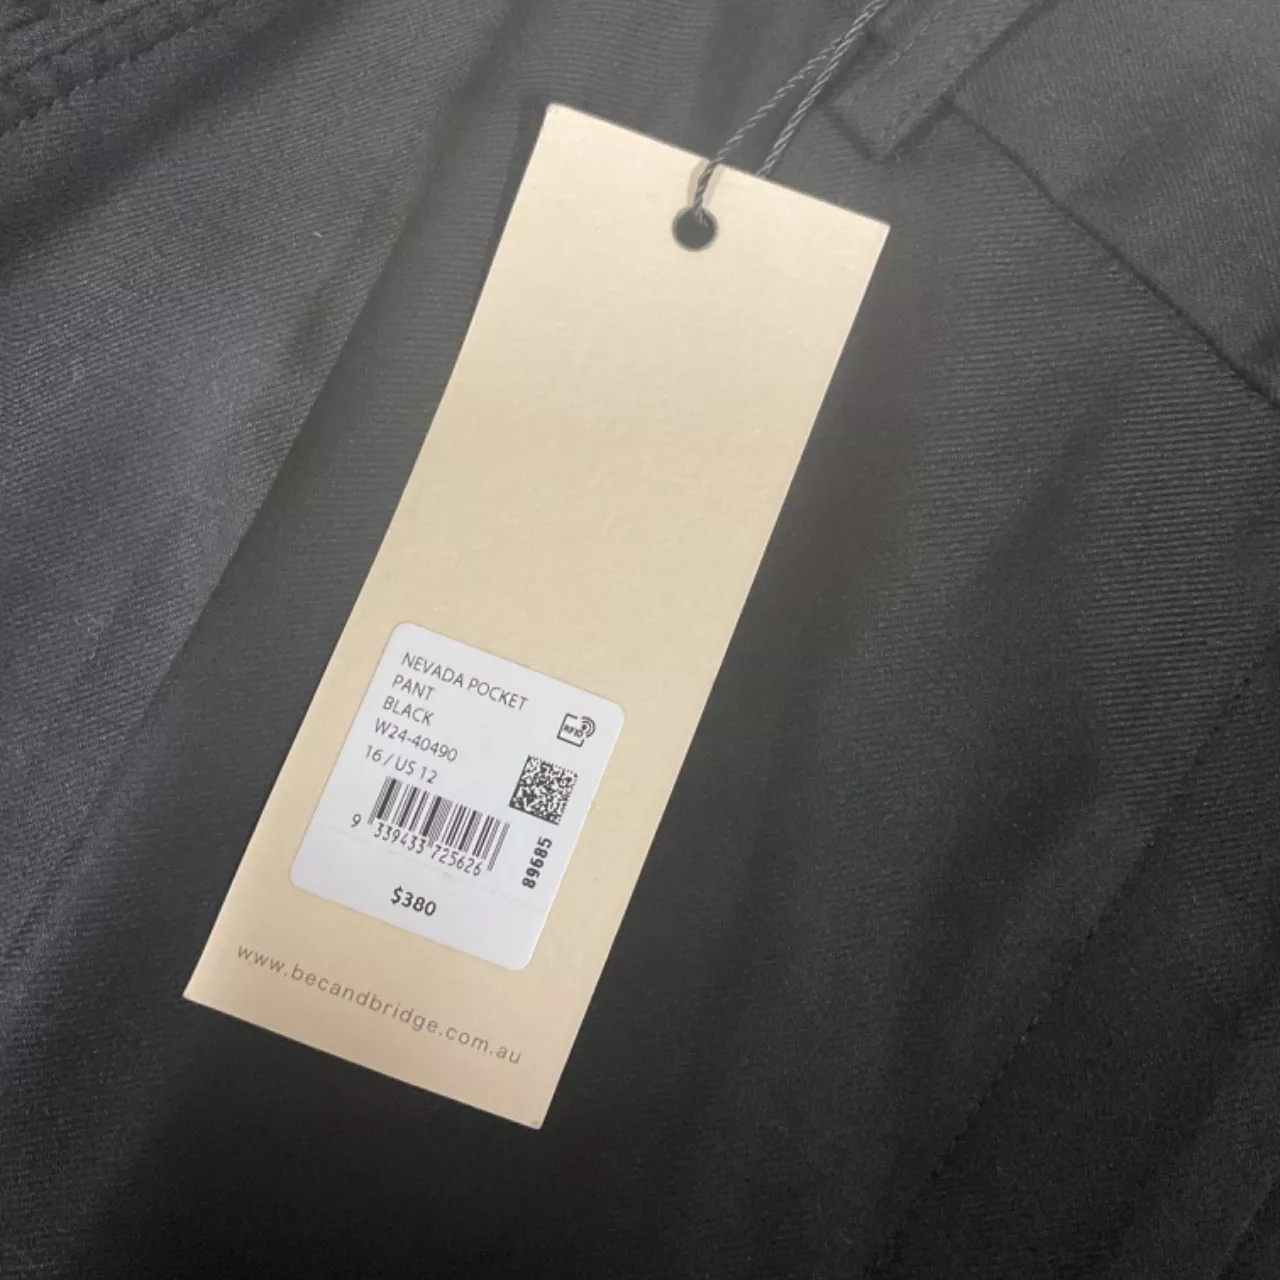 NEVADA POCKET
PANT
BLACK
W24-40490
16 / US 12
RFID
9 339433 725626
89685
$380
www.becandbridge.com.au